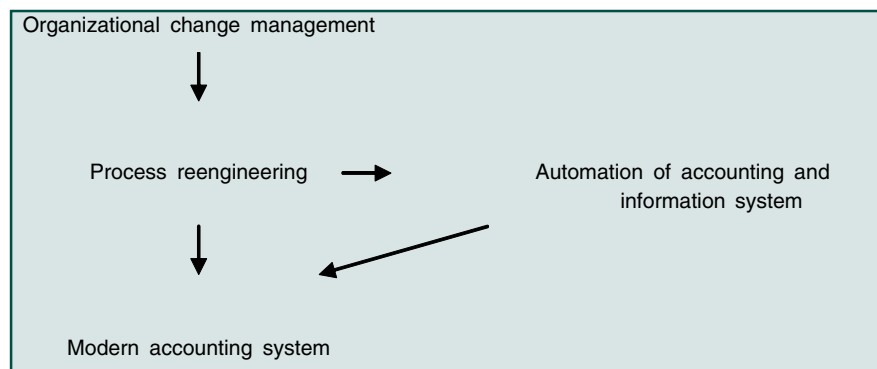 Organizational change management
Process reengineering
Automation of accounting and
information system
Modern accounting system